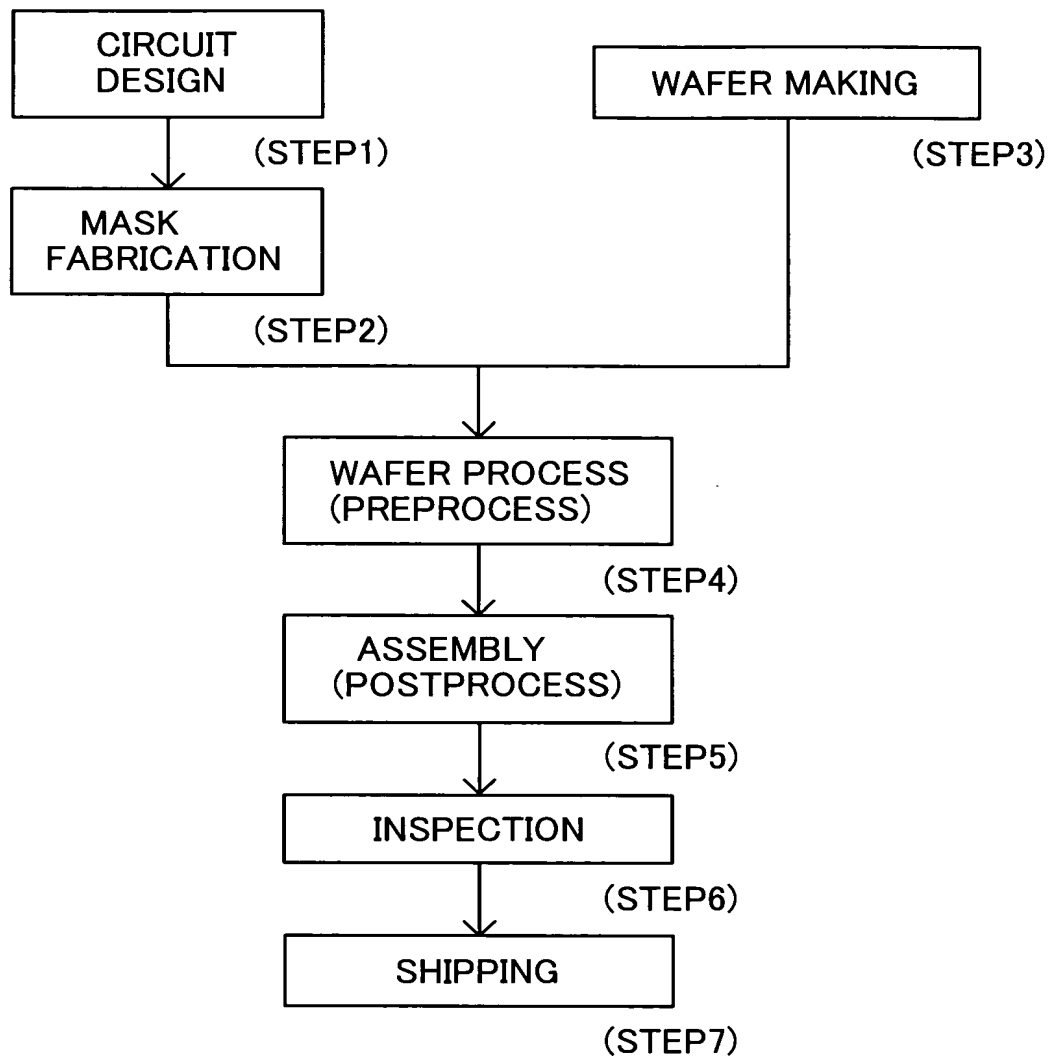 CIRCUIT
DESIGN
(STEP1)
MASK
FABRICATION
(STEP2)
WAFER MAKING
(STEP3)
WAFER PROCESS
(PREPROCESS)
(STEP4)
ASSEMBLY
(POSTPROCESS)
(STEP5)
INSPECTION
(STEP6)
SHIPPING
(STEP7)